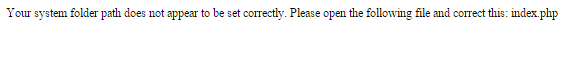 Your system folder path does not appear to be set correctly. Please open the following file and correct this: index.php